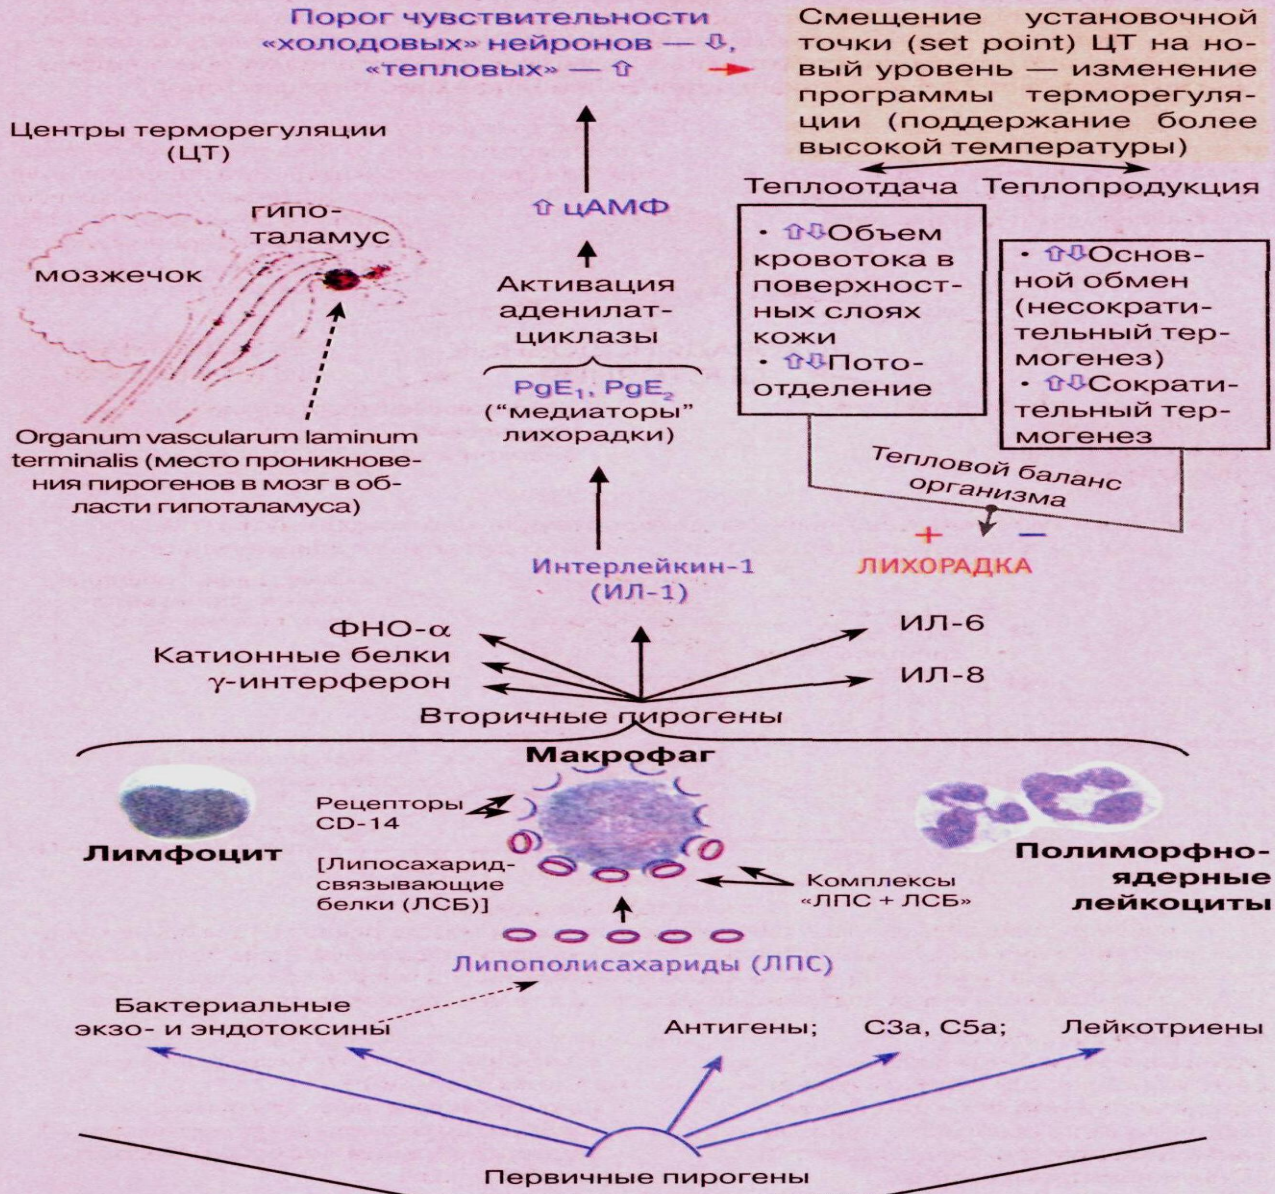 Порог чувствительности
«холодовых» нейронов — ⇩,
«тепловых» — ⇧
Смещение установочной
точки (set point) ЦТ на но-
вый уровень — изменение
программы терморегуля-
ции (поддержание более
высокой температуры)
Центры терморегуляции
(ЦТ)
гипо-
таламус
мозжечок
Organum vascularum laminum
terminalis (место проникнове-
ния пирогенов в мозг в об-
ласти гипоталамуса)
⇧ цАМФ
Активация
аденилат-
циклазы
PgE₁, PgE₂
(“медиаторы”
лихорадки)
Теплоотдача
• ⇧⇩Объем
кровотока в
поверхност-
ных слоях
кожи
• ⇧⇩Пото-
отделение
Теплопродукция
• ⇧⇩Основ-
ной обмен
(несократи-
тельный тер-
могенез)
• ⇧⇩Сократи-
тельный тер-
могенез
Тепловой баланс
организма
+ −
ЛИХОРАДКА
Интерлейкин-1
(ИЛ-1)
ФНО-α
Катионные белки
γ-интерферон
ИЛ-6
ИЛ-8
Вторичные пирогены
Макрофаг
Лимфоцит
Рецепторы
CD-14
[Липосахарид-
связывающие
белки (ЛСБ)]
Комплексы
«ЛПС + ЛСБ»
Полиморфно-
ядерные
лейкоциты
Липополисахариды (ЛПС)
Бактериальные
экзо- и эндотоксины
Антигены; C3a, C5a; Лейкотриены
Первичные пирогены